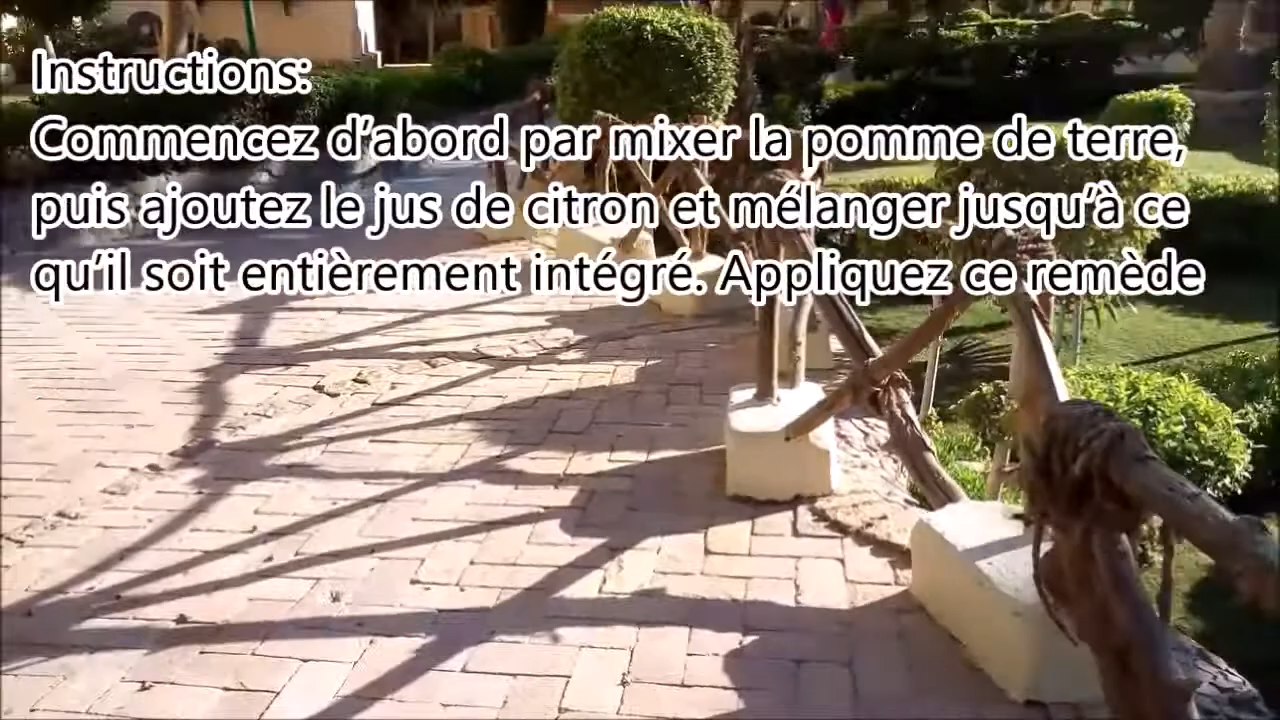 Instructions:
Commencez d’abord par mixer la pomme de terre,
puis ajoutez le jus de citron et mélanger jusqu’à ce
qu’il soit entièrement intégré. Appliquez ce remède